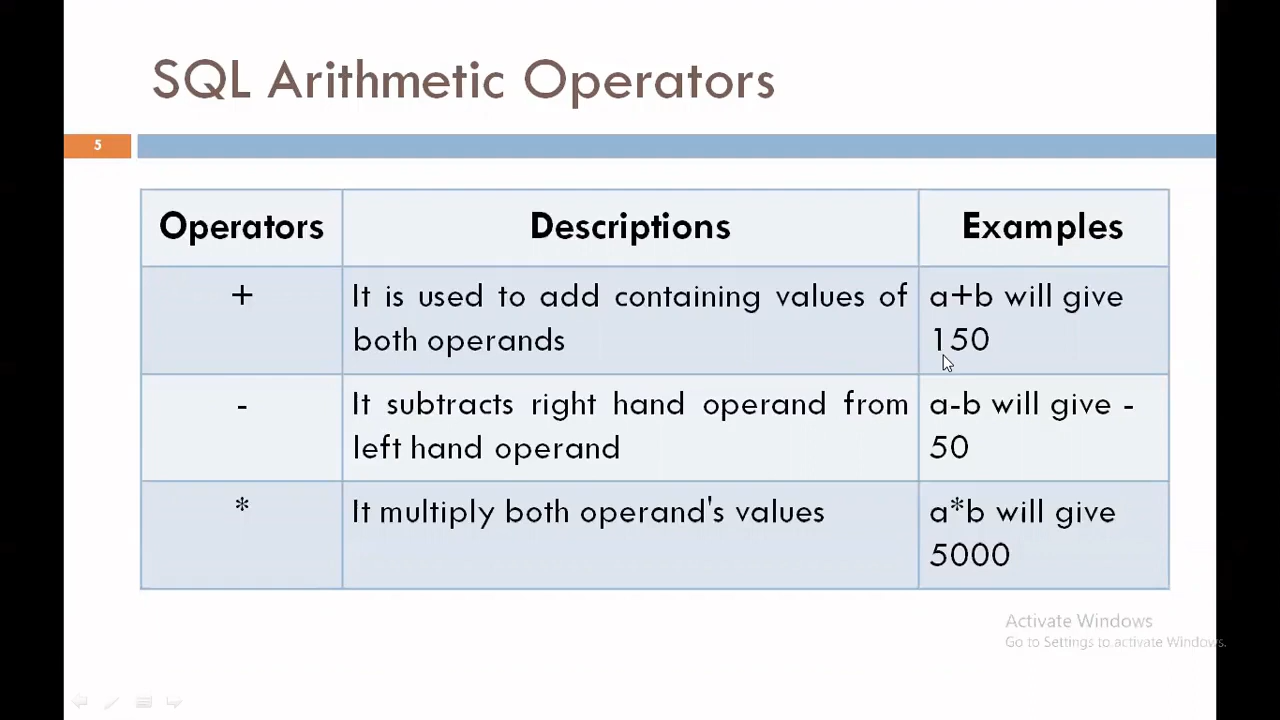 SQL Arithmetic Operators
5
Operators
Descriptions
Examples
+
It is used to add containing values of
both operands
a+b will give
150
-
It subtracts right hand operand from
left hand operand
a-b will give -
50
*
It multiply both operand's values
a*b will give
5000
Activate Windows
Go to Settings to activate Windows.